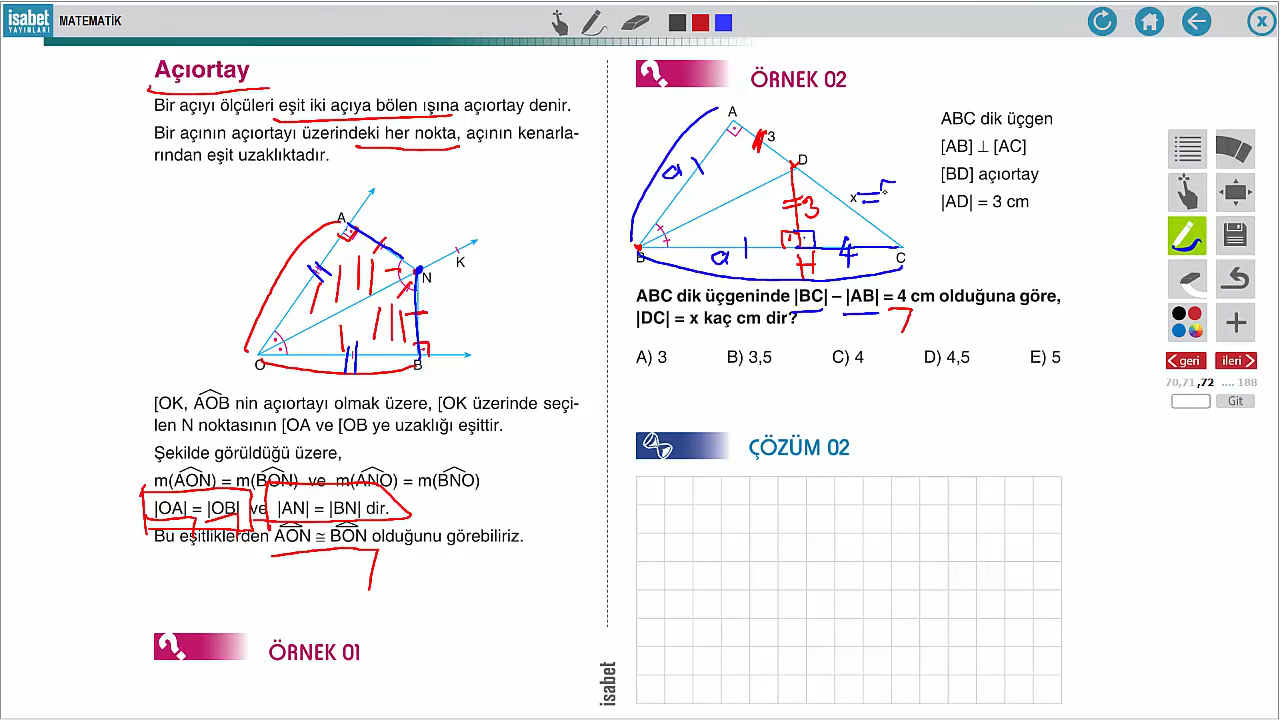 isabet
YAYINLARI
MATEMATİK
Açıortay
Bir açıyı ölçüleri eşit iki açıya bölen ışına açıortay denir.
Bir açının açıortayı üzerindeki her nokta, açının kenarla-
rından eşit uzaklıktadır.
A
N
K
O
B
[OK, AOB nin açıortayı olmak üzere, [OK üzerinde seçi-
len N noktasının [OA ve [OB ye uzaklığı eşittir.
Şekilde görüldüğü üzere,
m(AON) = m(BON) ve m(ANO) = m(BNO)
|OA| = |OB| ve |AN| = |BN| dir.
Bu eşitliklerden AON ≅ BON olduğunu görebiliriz.
ÖRNEK 01
isabet
ÖRNEK 02
A
3
D
a
x = 5
3
B
a
H
4
C
ABC dik üçgen
[AB] ⊥ [AC]
[BD] açıortay
|AD| = 3 cm
ABC dik üçgeninde |BC| – |AB| = 4 cm olduğuna göre,
|DC| = x kaç cm dir?
A) 3 B) 3,5 C) 4 D) 4,5 E) 5
ÇÖZÜM 02
geri
ileri
70,71,72 .... 188
Git